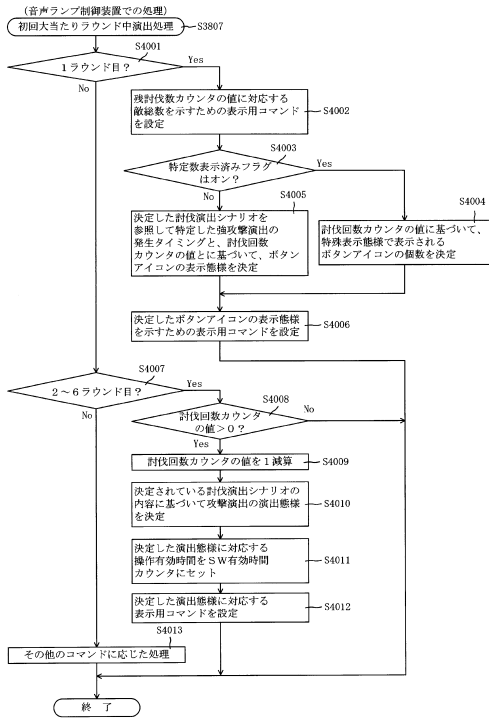 (音声ランプ制御装置での処理)
初回大当たりラウンド中演出処理
S3807
S4001
1ラウンド目?
Yes
No
残討伐数カウンタの値に対応する
敵総数を示すための表示用コマンド
を設定
S4002
S4003
特定数表示済みフラグ
はオン?
Yes
No
S4005
決定した討伐演出シナリオを
参照して特定した強攻撃演出の
発生タイミングと、討伐回数
カウンタの値とに基づいて、ボタン
アイコンの表示態様を決定
S4004
討伐回数カウンタの値に基づいて、
特殊表示態様で表示される
ボタンアイコンの個数を決定
決定したボタンアイコンの表示態様
を示すための表示用コマンドを設定
S4006
S4007
2~6ラウンド目?
Yes
No
S4008
討伐回数カウンタ
の値>0?
No
Yes
討伐回数カウンタの値を1減算
S4009
決定されている討伐演出シナリオの
内容に基づいて攻撃演出の演出態様
を決定
S4010
決定した演出態様に対応する
操作有効時間をSW有効時間
カウンタにセット
S4011
決定した演出態様に対応する
表示用コマンドを設定
S4012
S4013
その他のコマンドに応じた処理
終 了